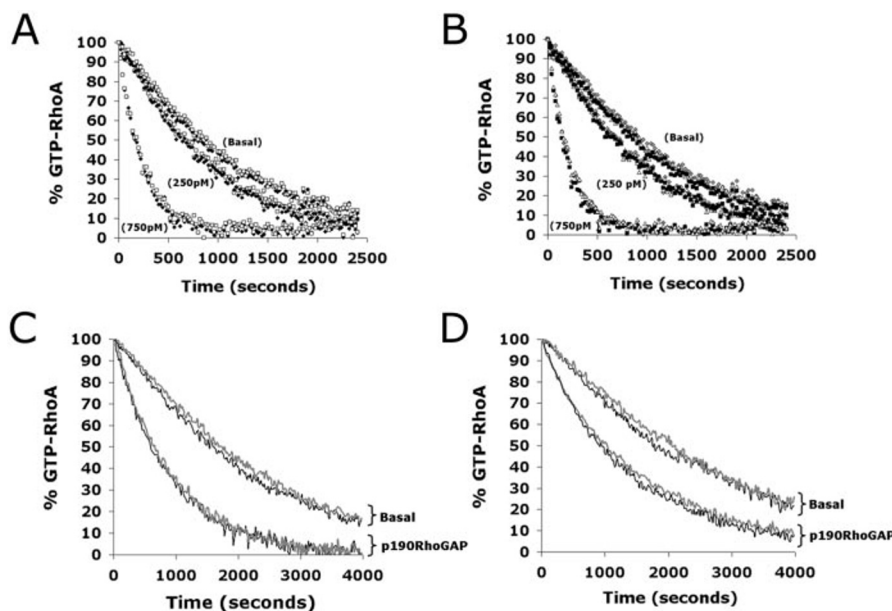 A
% GTP-RhoA
100
90
80
70
60
50
40
30
20
10
0
(Basal)
(250pM)
(750pM)
0 500 1000 1500 2000 2500
Time (seconds)
B
% GTP-RhoA
100
90
80
70
60
50
40
30
20
10
0
(Basal)
(250 pM)
(750pM
0 500 1000 1500 2000 2500
Time (seconds)
C
% GTP-RhoA
100
90
80
70
60
50
40
30
20
10
0
Basal
p190RhoGAP
0 1000 2000 3000 4000
Time (seconds)
D
% GTP-RhoA
100
90
80
70
60
50
40
30
20
10
0
Basal
p190RhoGAP
0 1000 2000 3000 4000
Time (seconds)